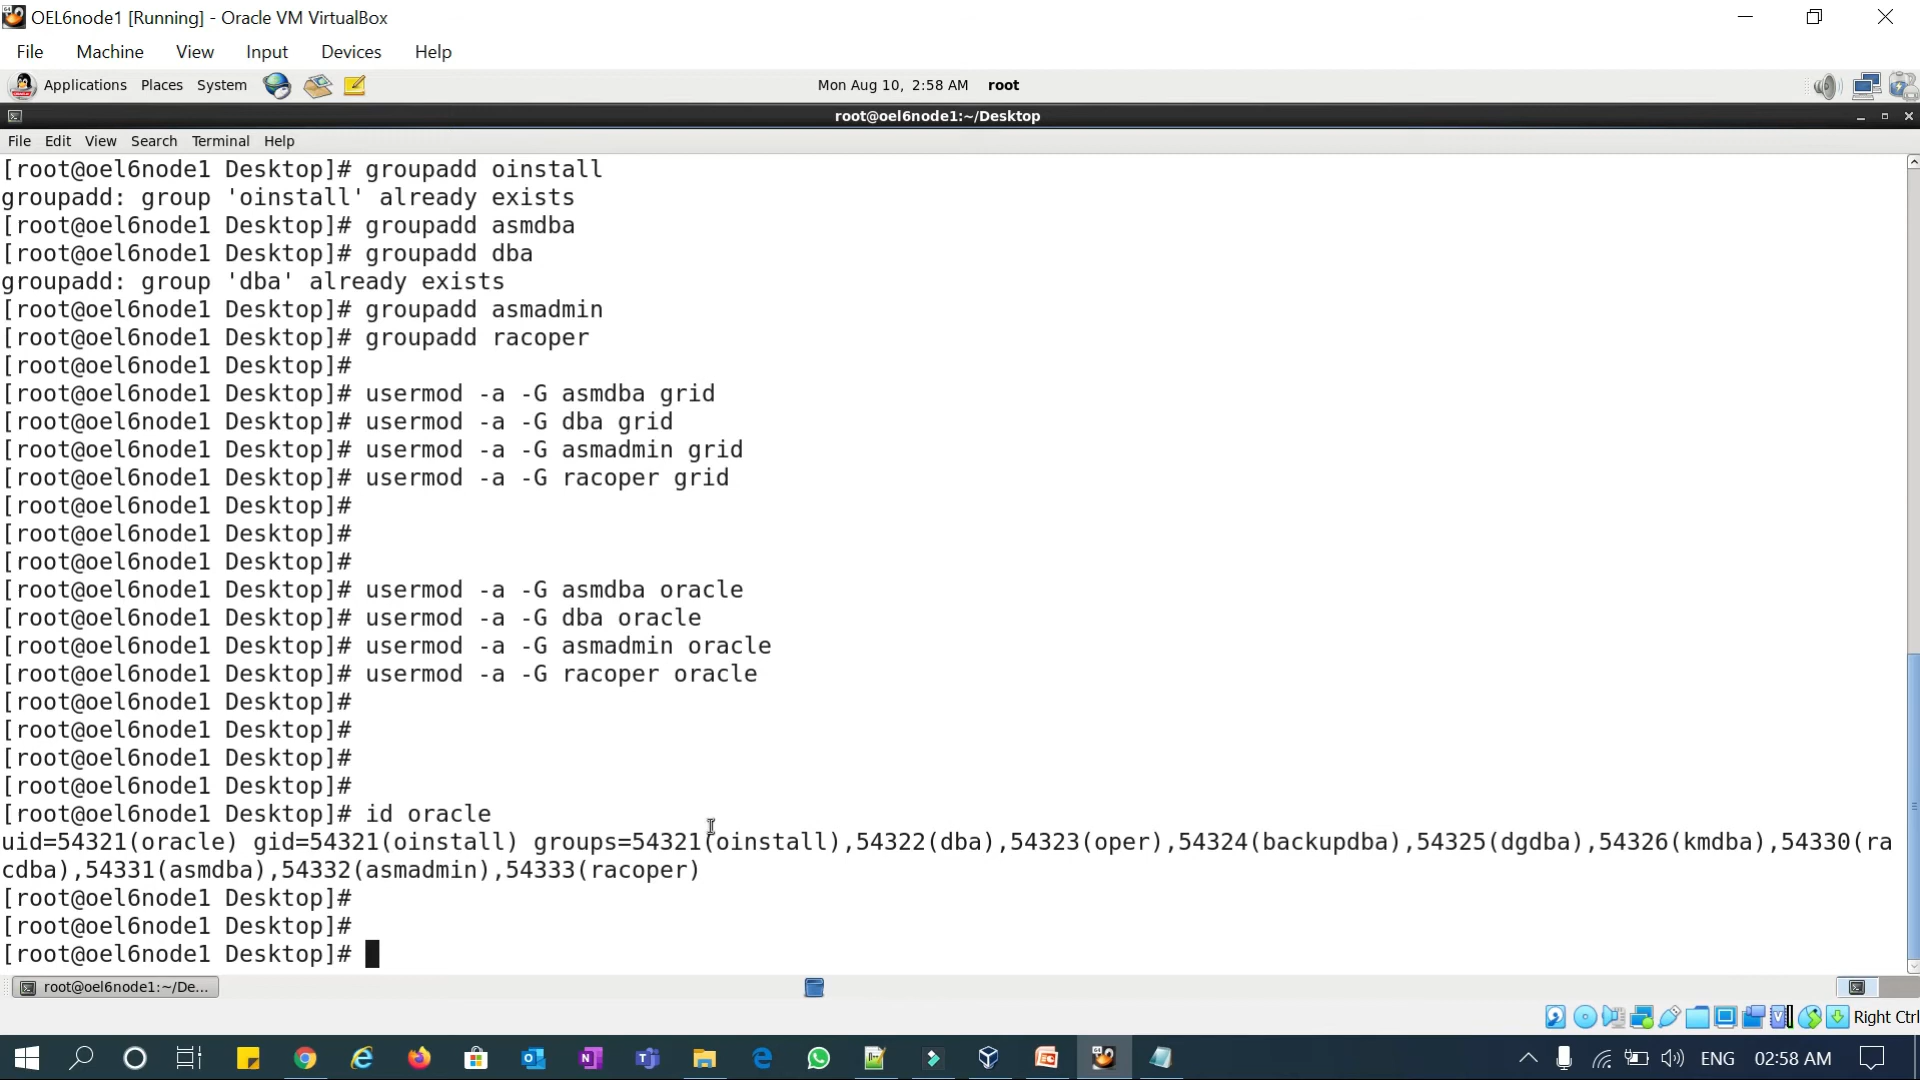 OEL6node1 [Running] - Oracle VM VirtualBox
File Machine View Input Devices Help
Applications Places System Mon Aug 10, 2:58 AM root
root@oel6node1:~/Desktop
File Edit View Search Terminal Help
[root@oel6node1 Desktop]# groupadd oinstall
groupadd: group 'oinstall' already exists
[root@oel6node1 Desktop]# groupadd asmdba
[root@oel6node1 Desktop]# groupadd dba
groupadd: group 'dba' already exists
[root@oel6node1 Desktop]# groupadd asmadmin
[root@oel6node1 Desktop]# groupadd racoper
[root@oel6node1 Desktop]#
[root@oel6node1 Desktop]# usermod -a -G asmdba grid
[root@oel6node1 Desktop]# usermod -a -G dba grid
[root@oel6node1 Desktop]# usermod -a -G asmadmin grid
[root@oel6node1 Desktop]# usermod -a -G racoper grid
[root@oel6node1 Desktop]#
[root@oel6node1 Desktop]#
[root@oel6node1 Desktop]#
[root@oel6node1 Desktop]# usermod -a -G asmdba oracle
[root@oel6node1 Desktop]# usermod -a -G dba oracle
[root@oel6node1 Desktop]# usermod -a -G asmadmin oracle
[root@oel6node1 Desktop]# usermod -a -G racoper oracle
[root@oel6node1 Desktop]#
[root@oel6node1 Desktop]#
[root@oel6node1 Desktop]#
[root@oel6node1 Desktop]#
[root@oel6node1 Desktop]# id oracle
uid=54321(oracle) gid=54321(oinstall) groups=54321(oinstall),54322(dba),54323(oper),54324(backupdba),54325(dgdba),54326(kmdba),54330(ra
cdba),54331(asmdba),54332(asmadmin),54333(racoper)
[root@oel6node1 Desktop]#
[root@oel6node1 Desktop]#
[root@oel6node1 Desktop]#
root@oel6node1:~/De...
Right Ctrl
ENG 02:58 AM